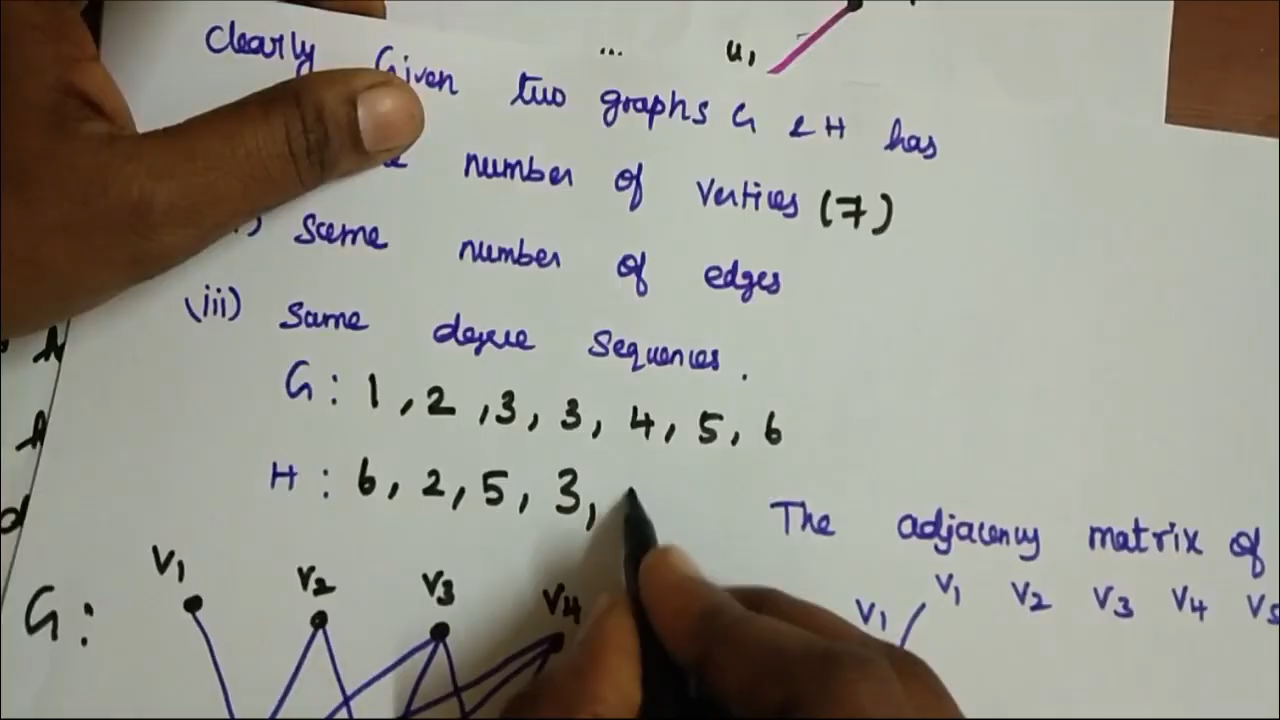 u₁
Clearly Given two graphs G & H has
number of vertices (7)
same number of edges
(iii) same degree sequences.
G: 1, 2, 3, 3, 4, 5, 6
H: 6, 2, 5, 3,
The adjacency matrix of
V₁ V₂ V₃ V₄ V₅
V₁
V₁ V₂ V₃ V₄
G: